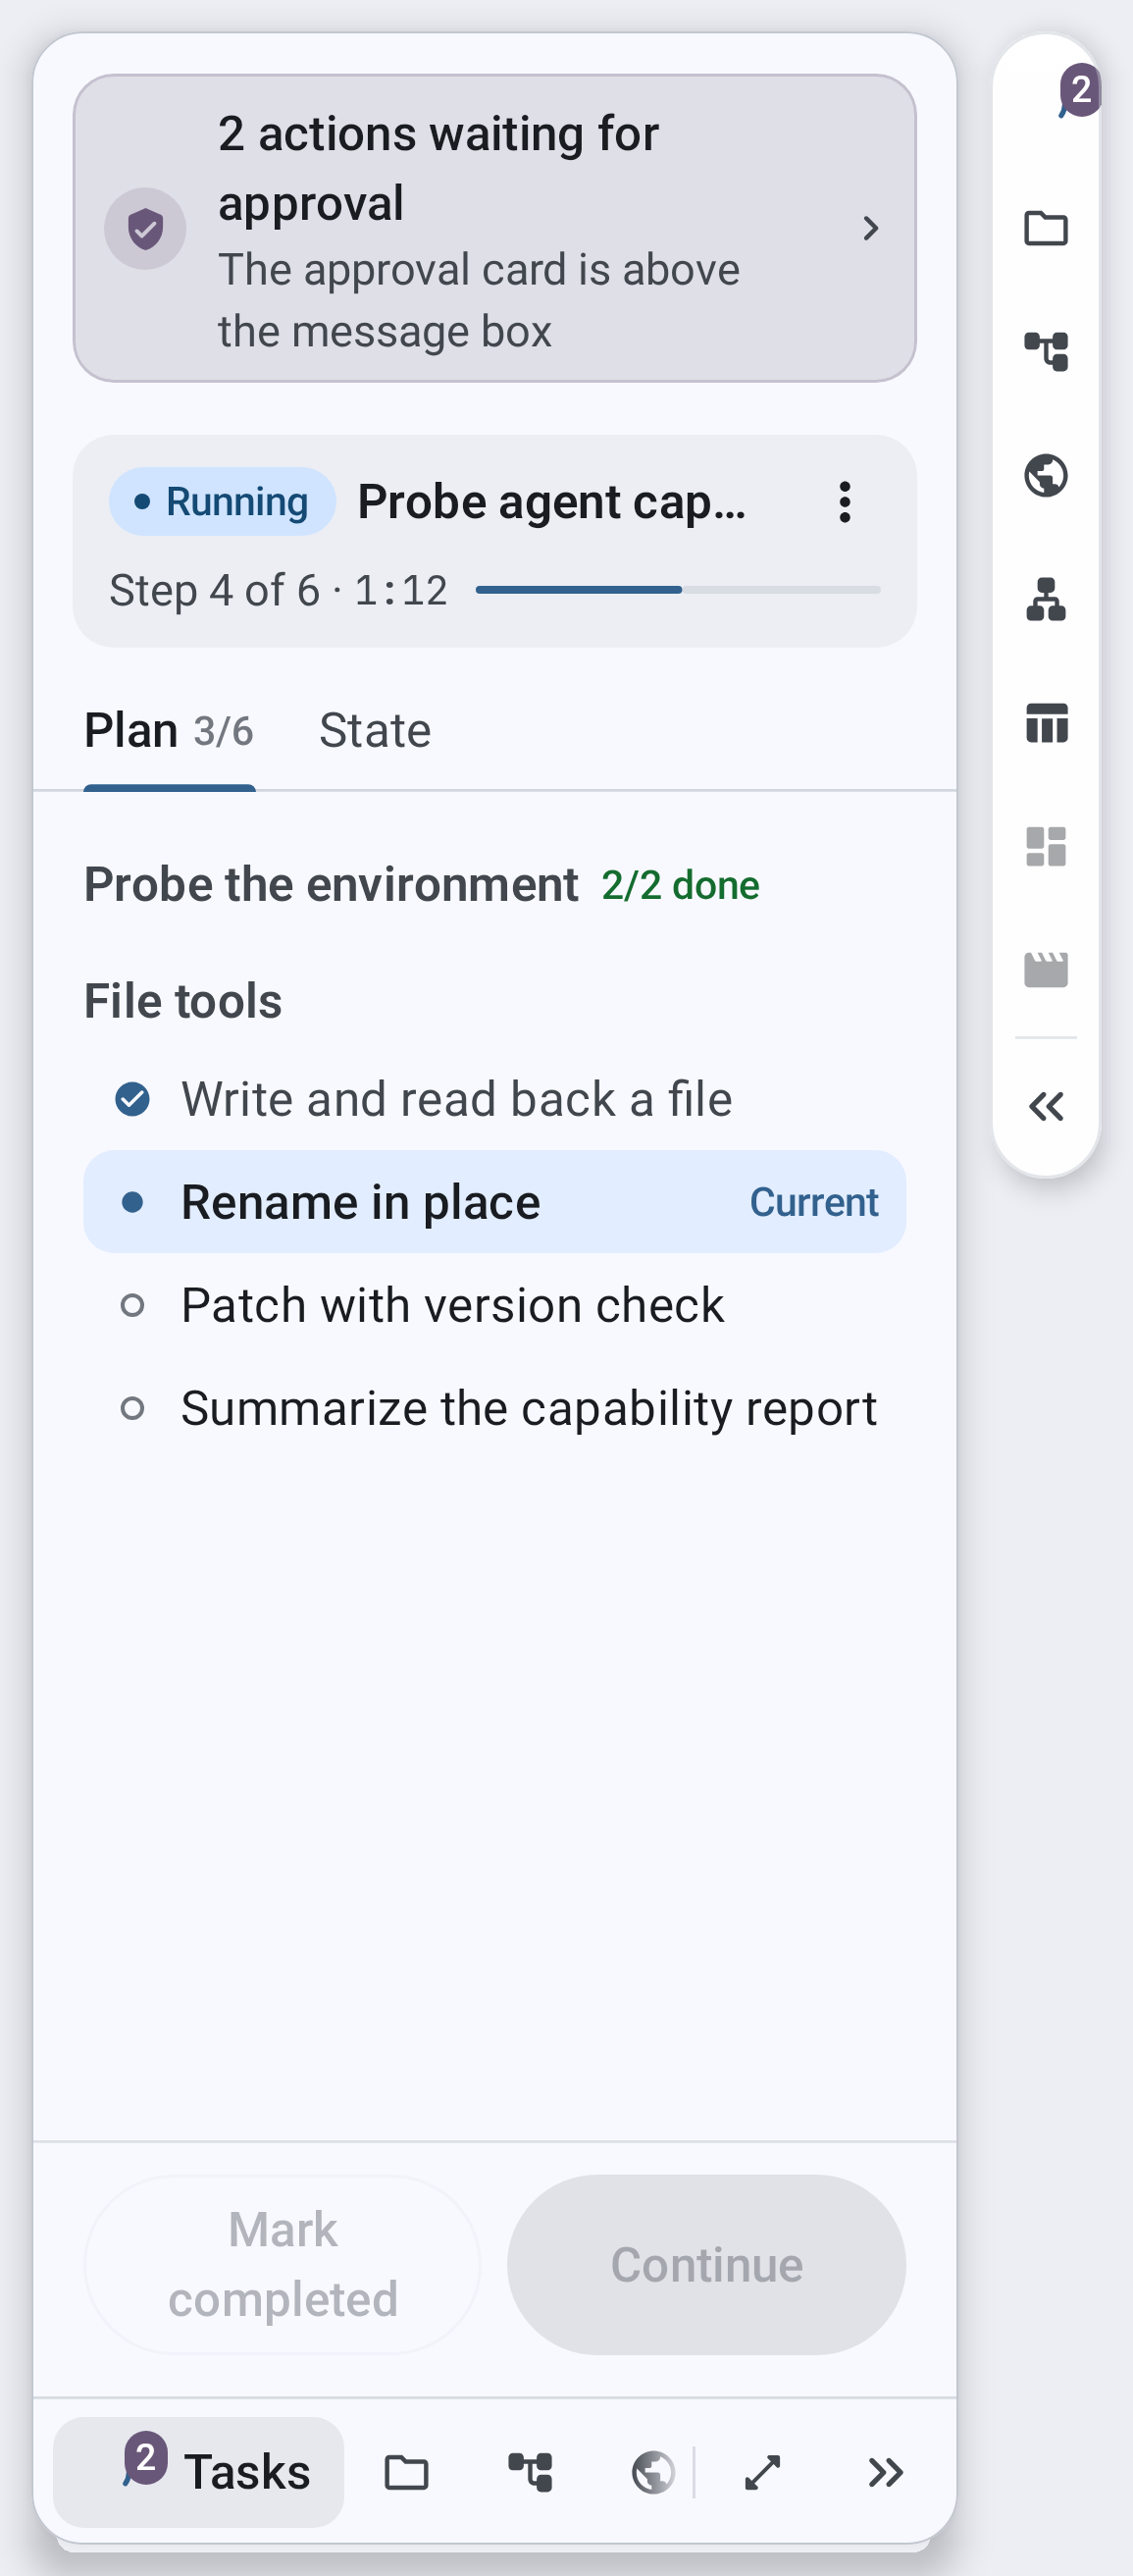 2 actions waiting for
approval
The approval card is above
the message box
2
Running
Probe agent cap...
Step 4 of 6 · 1:12
Plan 3/6
State
Probe the environment 2/2 done
File tools
Write and read back a file
Rename in place
Current
Patch with version check
Summarize the capability report
Mark
completed
Continue
2
Tasks